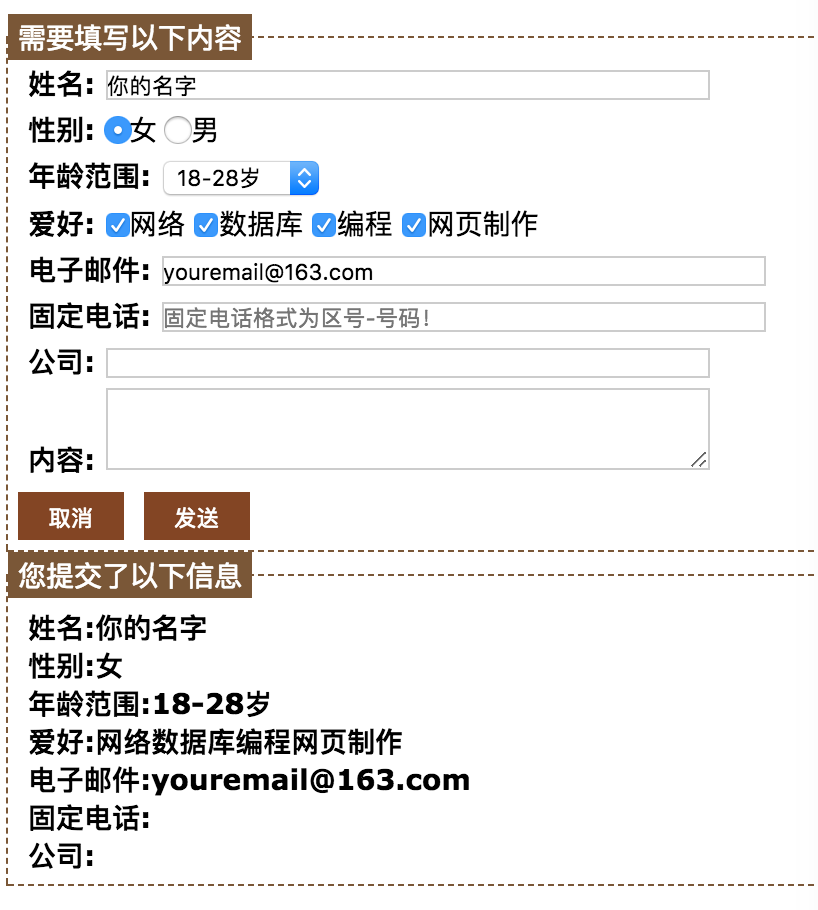 需要填写以下内容
姓名: 你的名字
性别: 女 男
年龄范围: 18-28岁
爱好: 网络 数据库 编程 网页制作
电子邮件: youremail@163.com
固定电话: 固定电话格式为区号-号码!
公司:
内容:
取消 发送
您提交了以下信息
姓名:你的名字
性别:女
年龄范围:18-28岁
爱好:网络数据库编程网页制作
电子邮件:youremail@163.com
固定电话:
公司: